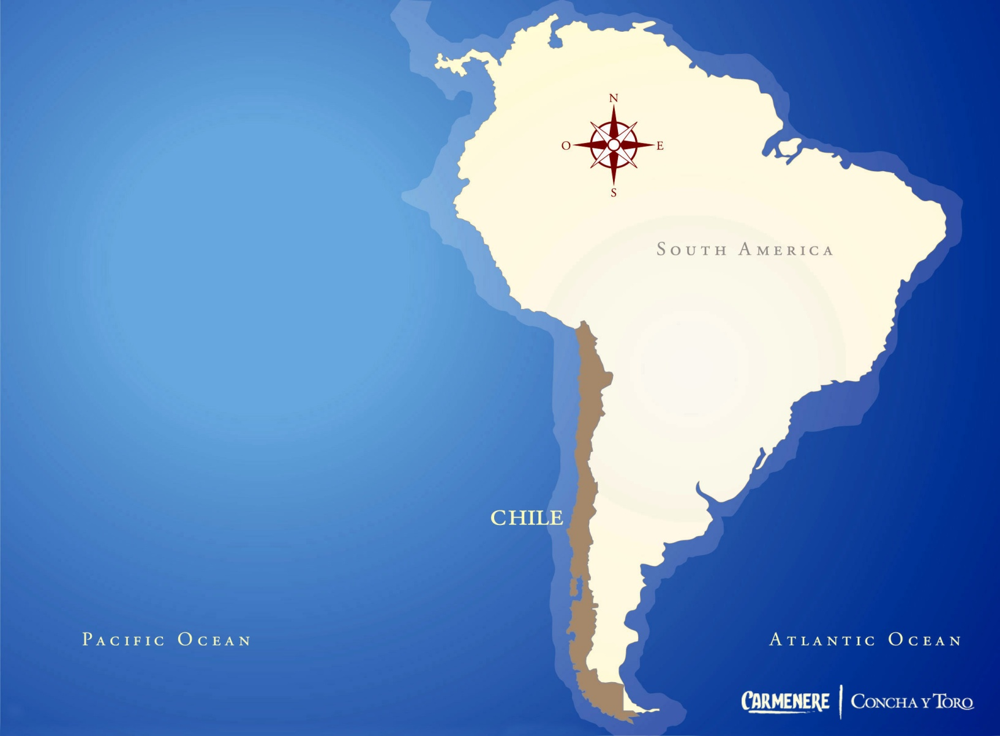 N
O E
S
SOUTH AMERICA
CHILE
PACIFIC OCEAN
ATLANTIC OCEAN
CARMENERE | CONCHA Y TORO